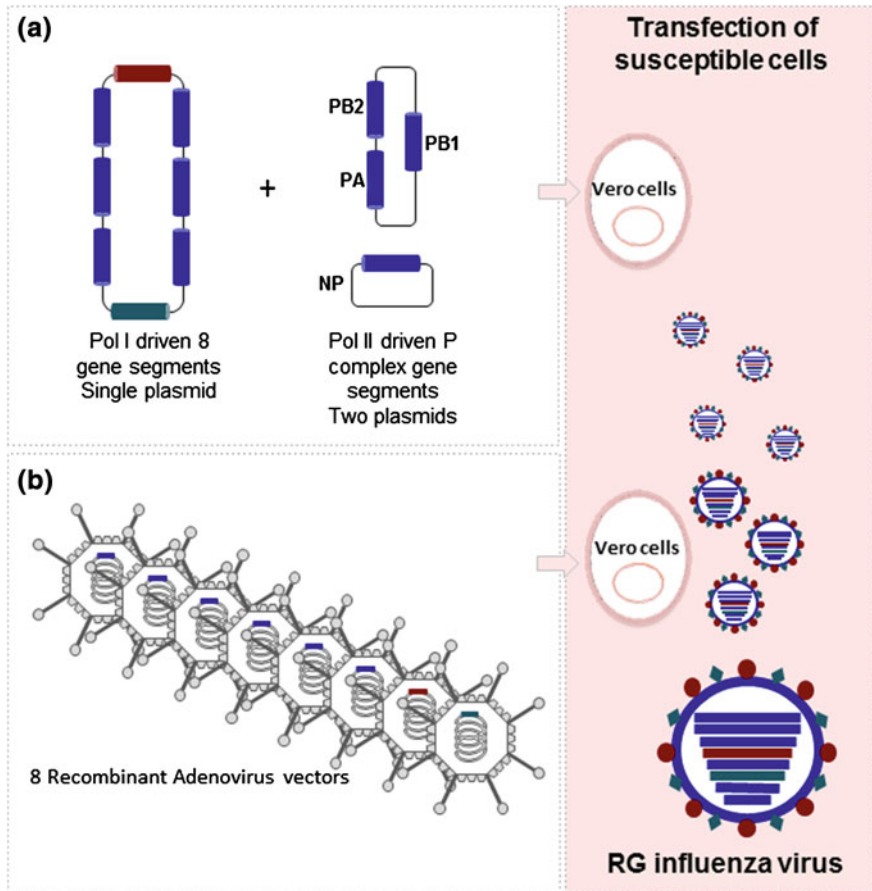 (a)
PB2
PB1
PA
+
NP
Pol I driven 8
gene segments
Single plasmid
Pol II driven P
complex gene
segments
Two plasmids
(b)
8 Recombinant Adenovirus vectors
Transfection of
susceptible cells
Vero cells
Vero cells
RG influenza virus